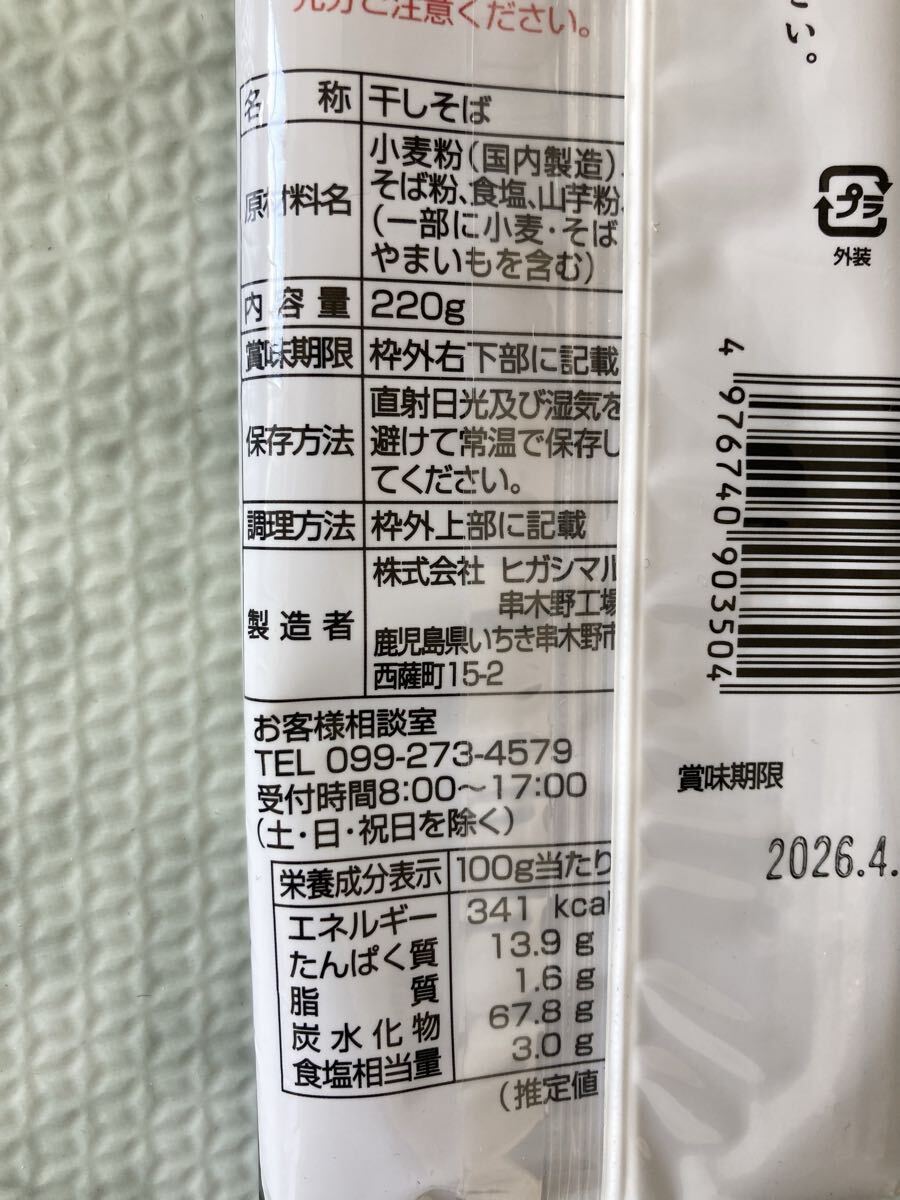 充分ご注意ください。
さい。
名称 干しそば
原材料名 小麦粉(国内製造)、
そば粉、食塩、山芋粉、
(一部に小麦・そば
やまいもを含む)
内容量 220g
賞味期限 枠外右下部に記載
保存方法 直射日光及び湿気を
避けて常温で保存し
てください。
調理方法 枠外上部に記載
製造者 株式会社 ヒガシマル
串木野工場
鹿児島県いちき串木野市
西薩町15-2
お客様相談室
TEL 099-273-4579
受付時間8:00〜17:00
(土・日・祝日を除く)
栄養成分表示 100g当たり
エネルギー 341 kcal
たんぱく質 13.9 g
脂質 1.6 g
炭水化物 67.8 g
食塩相当量 3.0 g
(推定値
プラ
外装
4 976740 903504
賞味期限
2026.4.